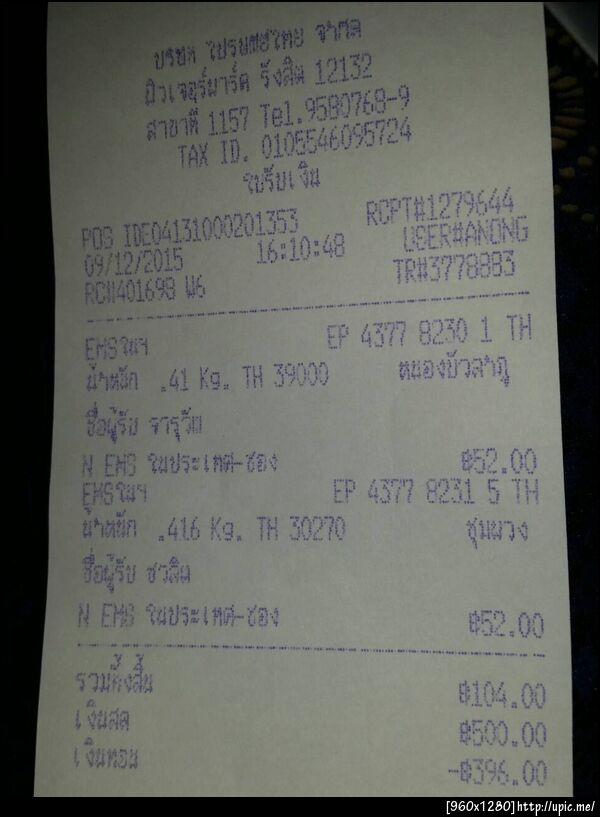 บริษัท ไปรษณีย์ไทย จำกัด
ฟิวเจอร์พาร์ค รังสิต 12132
สาขาที่ 1157 Tel.9580768-9
TAX ID. 0105546095724
ใบรับเงิน
POS IDE04131000201353 RCPT#1279644
09/12/2015 16:10:48 USER#ANONG
RC#401698 W6 TR#3778883
EMSในฯ EP 4377 8230 1 TH
น้ำหนัก .41 Kg. TH 39000 หนองบัวลำภู
ชื่อผู้รับ จารุวัย
N EMS ในประเทศ-ซอง ฿52.00
EMSในฯ EP 4377 8231 5 TH
น้ำหนัก .416 Kg. TH 30270 ชุมพวง
ชื่อผู้รับ ชวลิต
N EMS ในประเทศ-ซอง ฿52.00
รวมทั้งสิ้น ฿104.00
เงินสด ฿500.00
เงินทอน -฿396.00
[960x1280]http://upic.me/